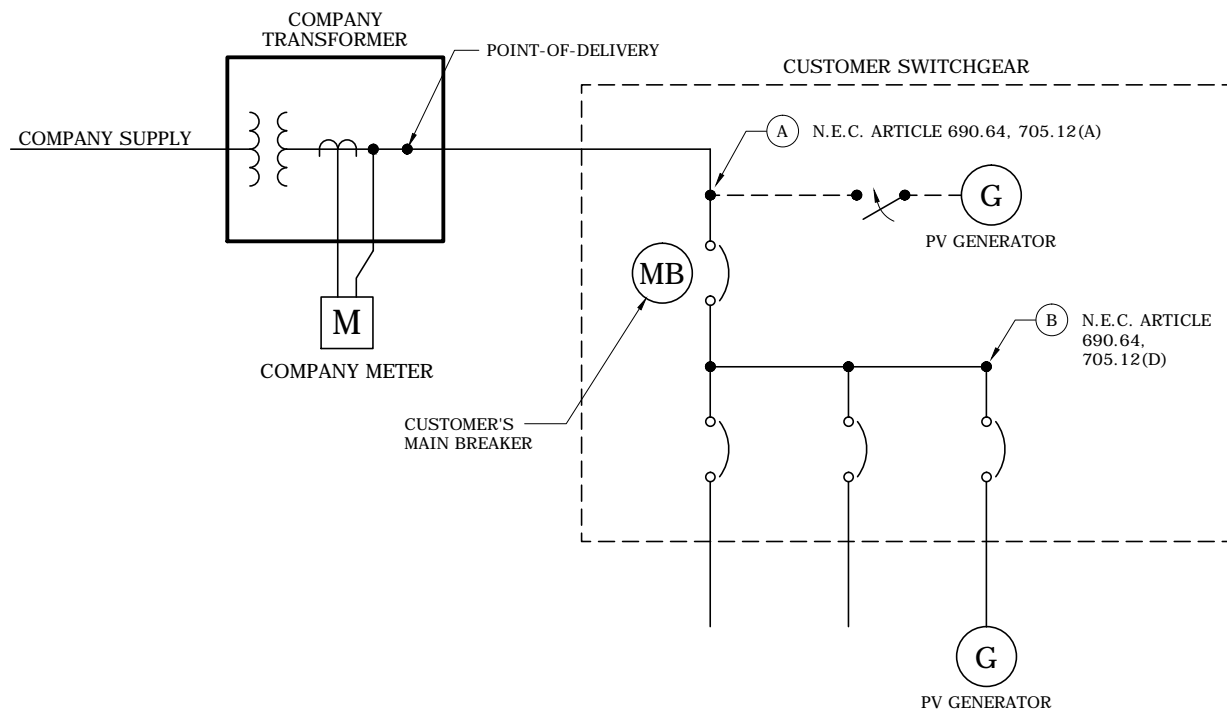 COMPANY
TRANSFORMER
POINT-OF-DELIVERY
CUSTOMER SWITCHGEAR
COMPANY SUPPLY
A N.E.C. ARTICLE 690.64, 705.12(A)
G
PV GENERATOR
MB
M
COMPANY METER
B N.E.C. ARTICLE
690.64,
705.12(D)
CUSTOMER'S
MAIN BREAKER
G
PV GENERATOR